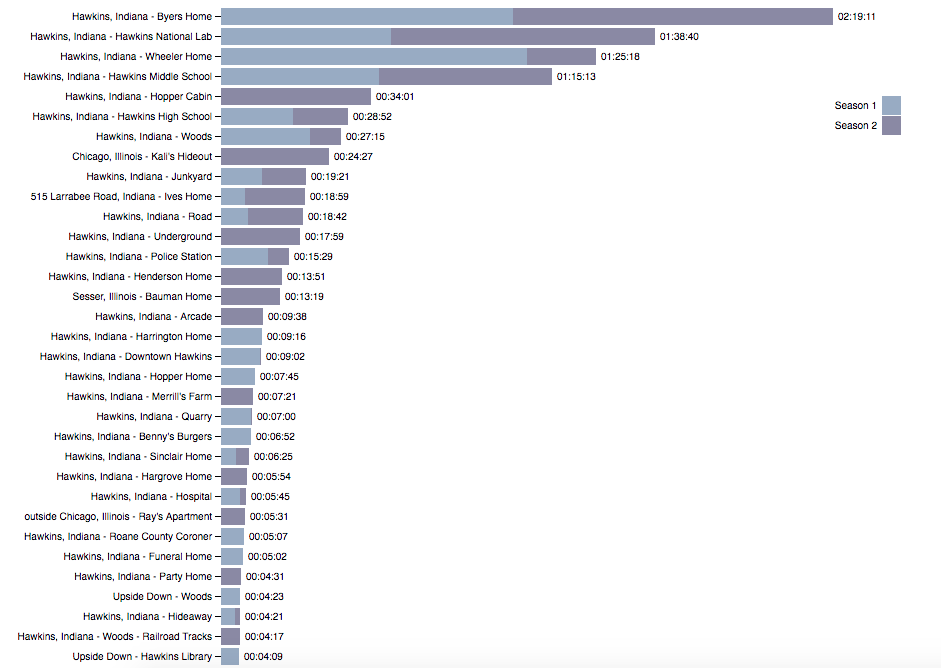 Hawkins, Indiana - Byers Home 02:19:11
Hawkins, Indiana - Hawkins National Lab 01:38:40
Hawkins, Indiana - Wheeler Home 01:25:18
Hawkins, Indiana - Hawkins Middle School 01:15:13
Hawkins, Indiana - Hopper Cabin 00:34:01
Season 1
Hawkins, Indiana - Hawkins High School 00:28:52
Season 2
Hawkins, Indiana - Woods 00:27:15
Chicago, Illinois - Kali's Hideout 00:24:27
Hawkins, Indiana - Junkyard 00:19:21
515 Larrabee Road, Indiana - Ives Home 00:18:59
Hawkins, Indiana - Road 00:18:42
Hawkins, Indiana - Underground 00:17:59
Hawkins, Indiana - Police Station 00:15:29
Hawkins, Indiana - Henderson Home 00:13:51
Sesser, Illinois - Bauman Home 00:13:19
Hawkins, Indiana - Arcade 00:09:38
Hawkins, Indiana - Harrington Home 00:09:16
Hawkins, Indiana - Downtown Hawkins 00:09:02
Hawkins, Indiana - Hopper Home 00:07:45
Hawkins, Indiana - Merrill's Farm 00:07:21
Hawkins, Indiana - Quarry 00:07:00
Hawkins, Indiana - Benny's Burgers 00:06:52
Hawkins, Indiana - Sinclair Home 00:06:25
Hawkins, Indiana - Hargrove Home 00:05:54
Hawkins, Indiana - Hospital 00:05:45
outside Chicago, Illinois - Ray's Apartment 00:05:31
Hawkins, Indiana - Roane County Coroner 00:05:07
Hawkins, Indiana - Funeral Home 00:05:02
Hawkins, Indiana - Party Home 00:04:31
Upside Down - Woods 00:04:23
Hawkins, Indiana - Hideaway 00:04:21
Hawkins, Indiana - Woods - Railroad Tracks 00:04:17
Upside Down - Hawkins Library 00:04:09